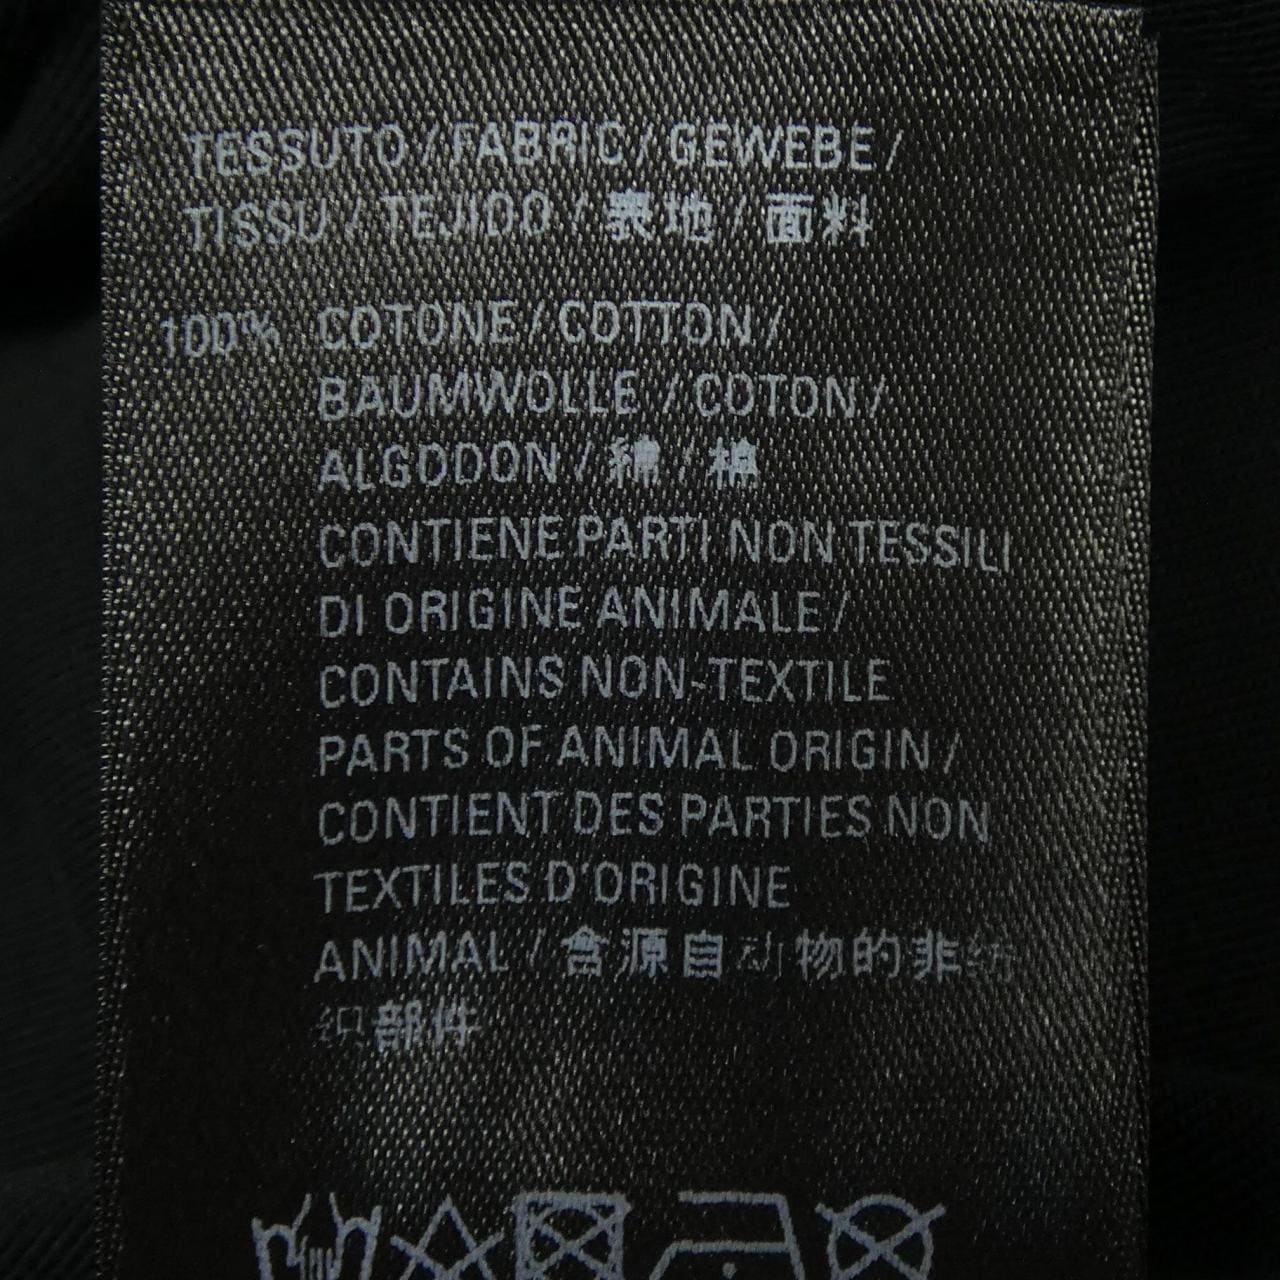 TESSUTO / FABRIC / GEWEBE /
TISSU / TEJIDO / 表地 / 面料
100% COTONE / COTTON /
BAUMWOLLE / COTON /
ALGODON / 綿 / 棉
CONTIENE PARTI NON TESSILI
DI ORIGINE ANIMALE /
CONTAINS NON-TEXTILE
PARTS OF ANIMAL ORIGIN /
CONTIENT DES PARTIES NON
TEXTILES D'ORIGINE
ANIMAL / 含源自动物的非纺
织部件